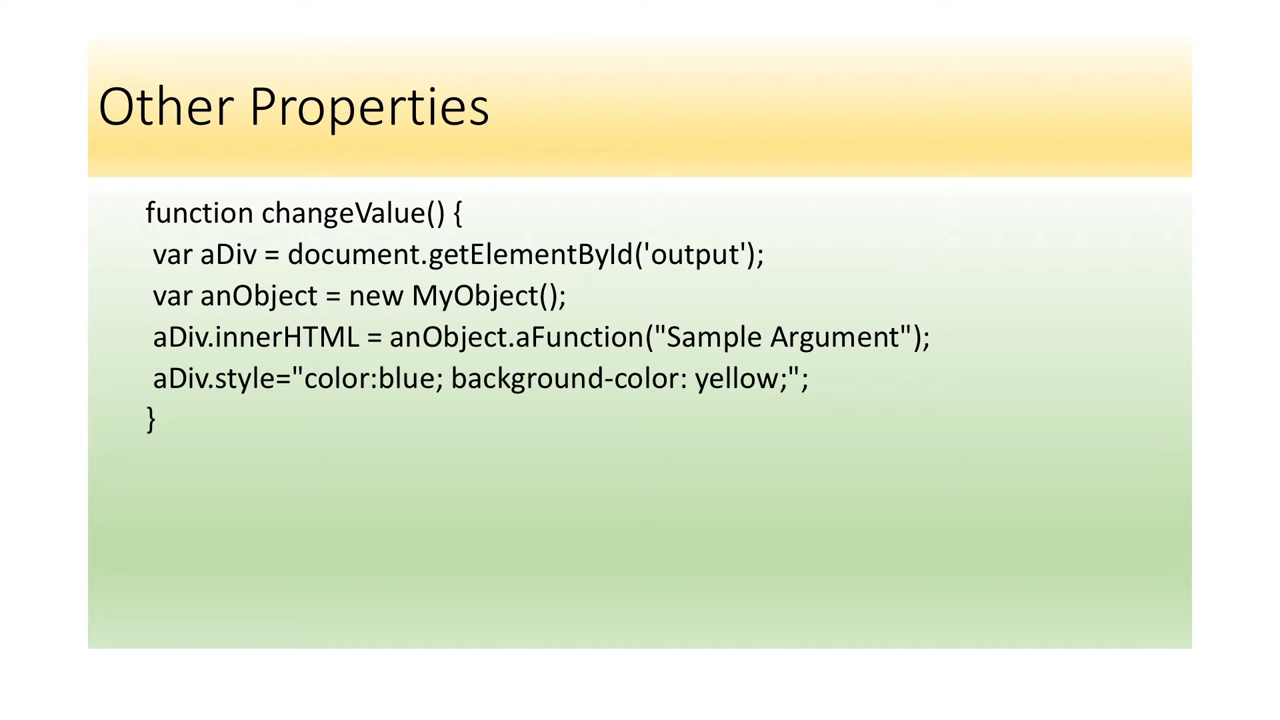 Other Properties
function changeValue() {
var aDiv = document.getElementById('output');
var anObject = new MyObject();
aDiv.innerHTML = anObject.aFunction("Sample Argument");
aDiv.style="color:blue; background-color: yellow;";
}